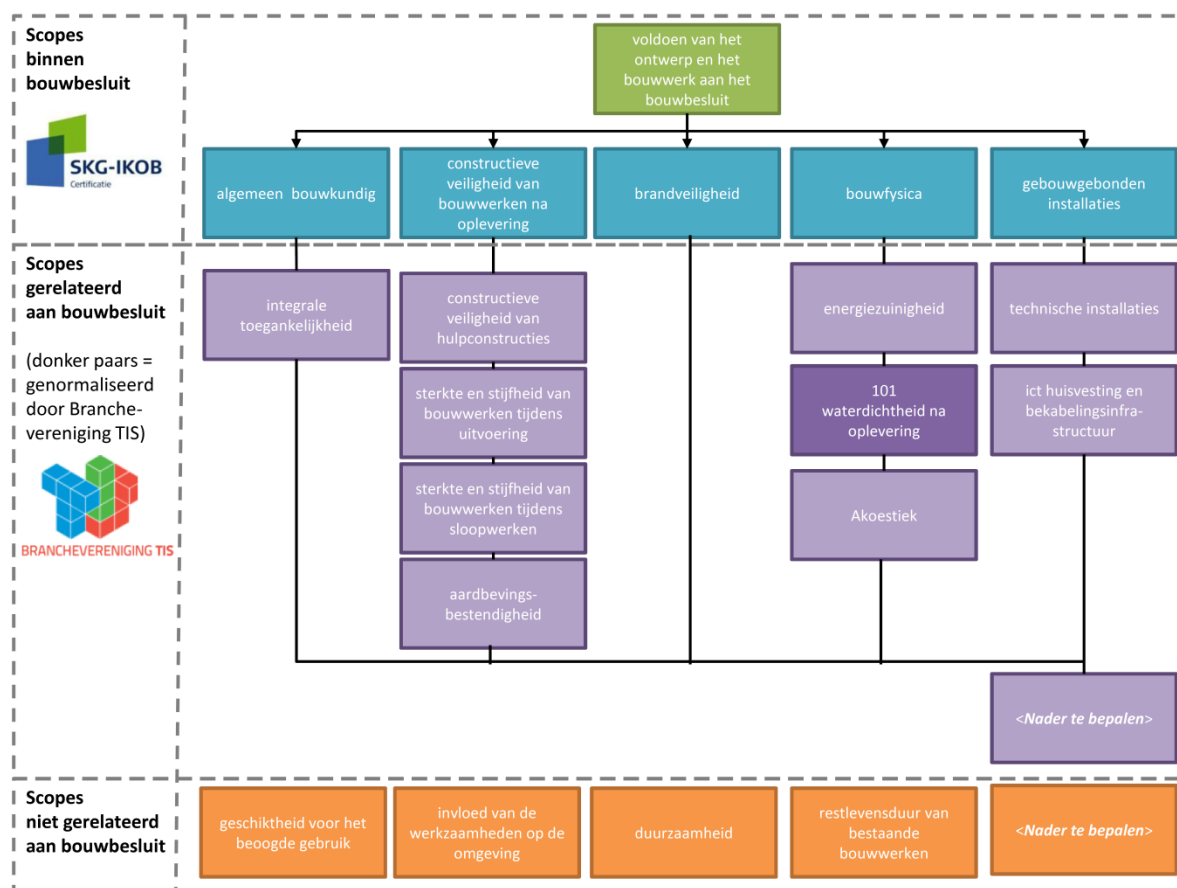 Scopes
binnen
bouwbesluit
SKG-IKOB
Certificatie
voldoen van het
ontwerp en het
bouwwerk aan het
bouwbesluit
algemeen bouwkundig
constructieve
veiligheid van
bouwwerken na
oplevering
brandveiligheid
bouwfysica
gebouwgebonden
installaties
Scopes
gerelateerd
aan bouwbesluit
(donker paars =
genormaliseerd
door Branche-
vereniging TIS)
BRANCHEVERENIGING TIS
integrale
toegankelijkheid
constructieve
veiligheid van
hulpconstructies
sterkte en stijfheid van
bouwwerken tijdens
uitvoering
sterkte en stijfheid van
bouwwerken tijdens
sloopwerken
aardbevings-
bestendigheid
energiezuinigheid
101
waterdichtheid na
oplevering
Akoestiek
technische installaties
ict huisvesting en
bekabelingsinfra-
structuur
<Nader te bepalen>
Scopes
niet gerelateerd
aan bouwbesluit
geschiktheid voor het
beoogde gebruik
invloed van de
werkzaamheden op de
omgeving
duurzaamheid
restlevensduur van
bestaande
bouwwerken
<Nader te bepalen>